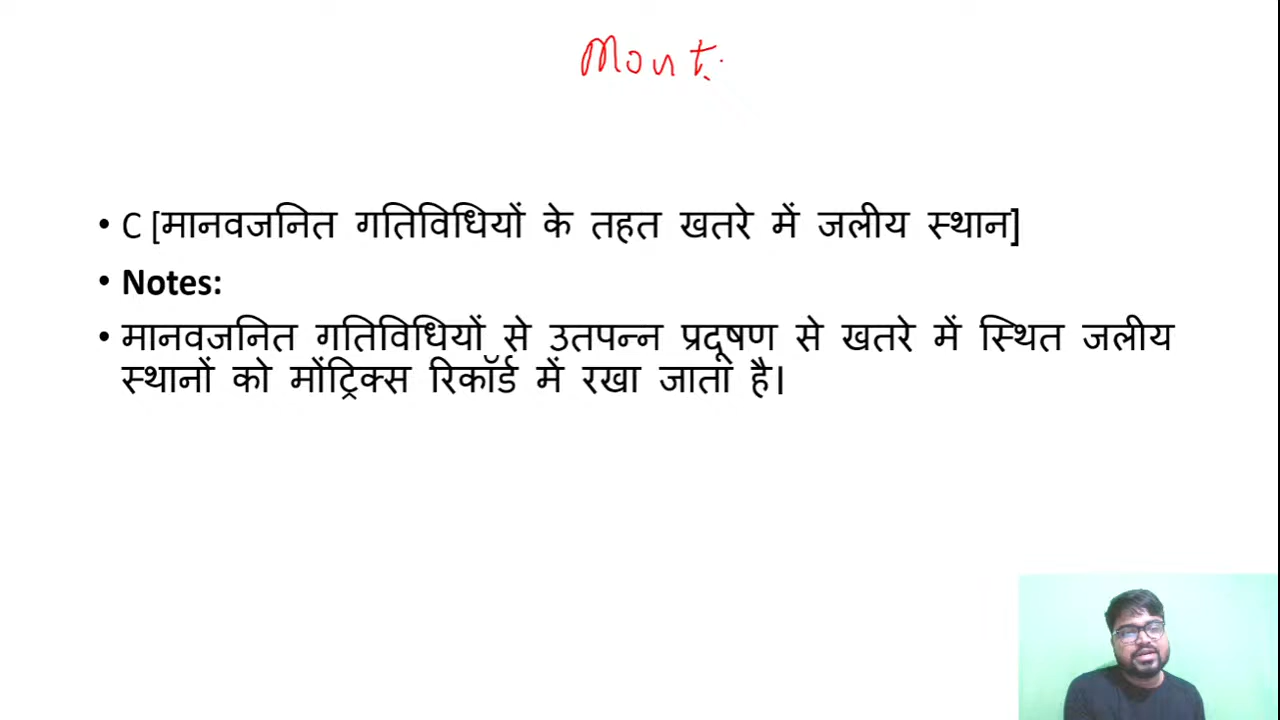 Mont
• C [मानवजनित गतिविधियों के तहत खतरे में जलीय स्थान]
• Notes:
• मानवजनित गतिविधियों से उतपन्न प्रदूषण से खतरे में स्थित जलीय
स्थानों को मोंट्रिक्स रिकॉर्ड में रखा जाता है।